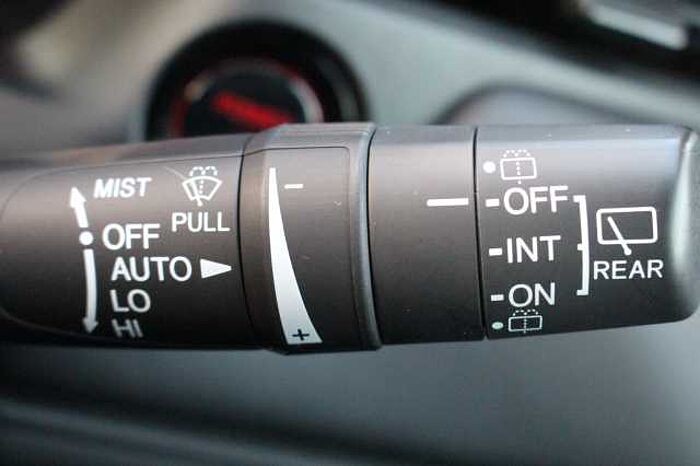 MIST
PULL
OFF
AUTO
LO
HI
− 
+
OFF
INT
ON
REAR